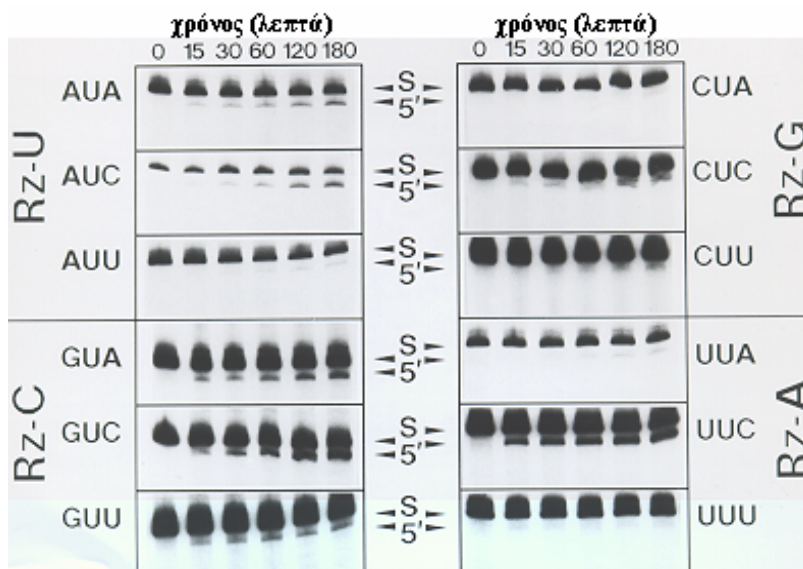 χρόνος (λεπτά)
0 15 30 60 120 180
Rz-U
AUA
AUC
AUU
Rz-C
GUA
GUC
GUU
S
5'
S
5'
S
5'
S
5'
S
5'
S
5'
χρόνος (λεπτά)
0 15 30 60 120 180
CUA
CUC
CUU
Rz-G
UUA
UUC
UUU
Rz-A